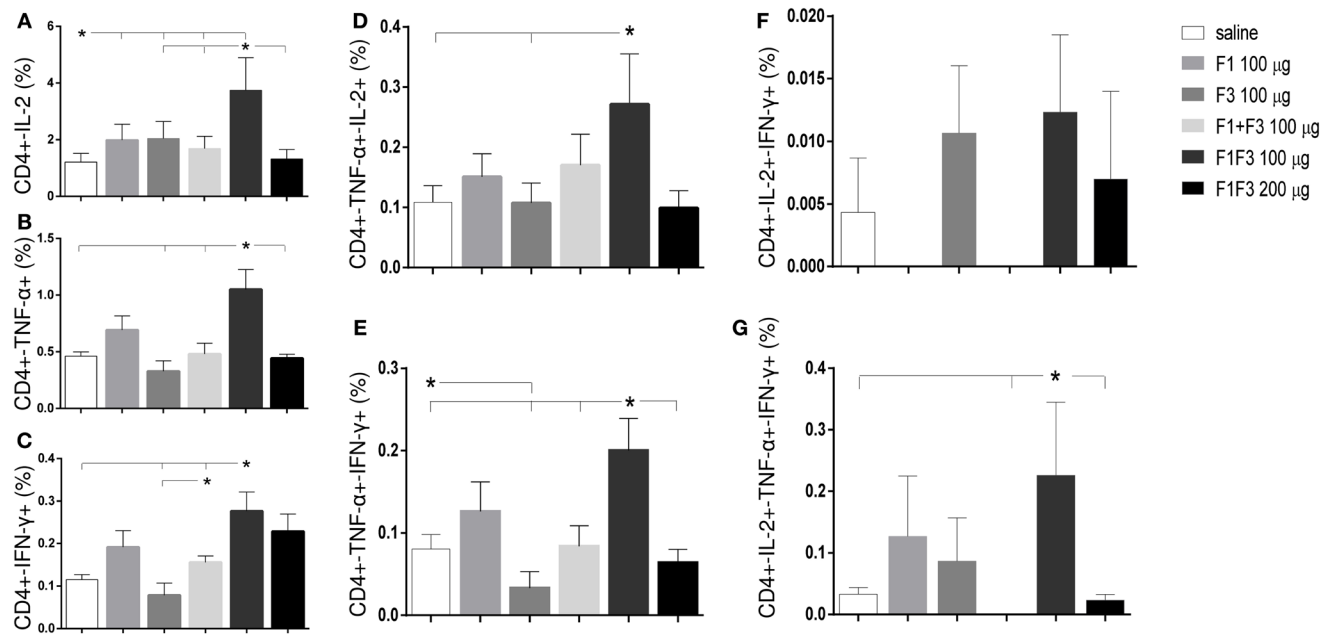 A
CD4+-IL-2 (%)
6
4
2
0
*
*
B
CD4+-TNF-α+ (%)
1.5
1.0
0.5
0.0
*
C
CD4+-IFN-γ+ (%)
0.4
0.3
0.2
0.1
0.0
*
*
D
CD4+-TNF-α+-IL-2+ (%)
0.4
0.3
0.2
0.1
0.0
*
E
CD4+-TNF-α+-IFN-γ+ (%)
0.3
0.2
0.1
0.0
*
*
F
CD4+-IL-2+-IFN-γ+ (%)
0.020
0.015
0.010
0.005
0.000
G
CD4+-IL-2+-TNF-α+-IFN-γ+ (%)
0.4
0.3
0.2
0.1
0.0
*
saline
F1 100 μg
F3 100 μg
F1+F3 100 μg
F1F3 100 μg
F1F3 200 μg